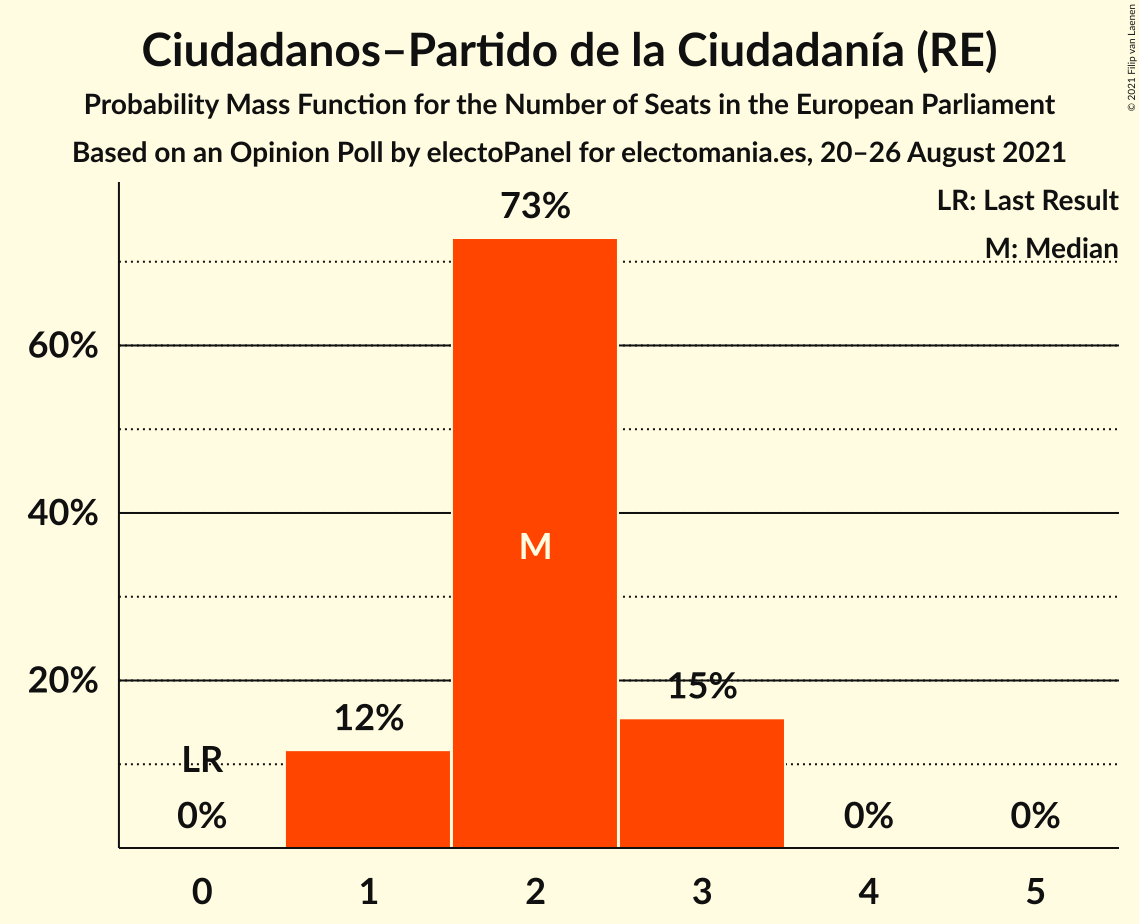 Ciudadanos–Partido de la Ciudadanía (RE)
Probability Mass Function for the Number of Seats in the European Parliament
Based on an Opinion Poll by electoPanel for electomania.es, 20–26 August 2021
© 2021 Filip van Laenen
LR: Last Result
M: Median
73%
60%
40%
M
20%
15%
12%
LR
0%
0%
0%
0
1
2
3
4
5